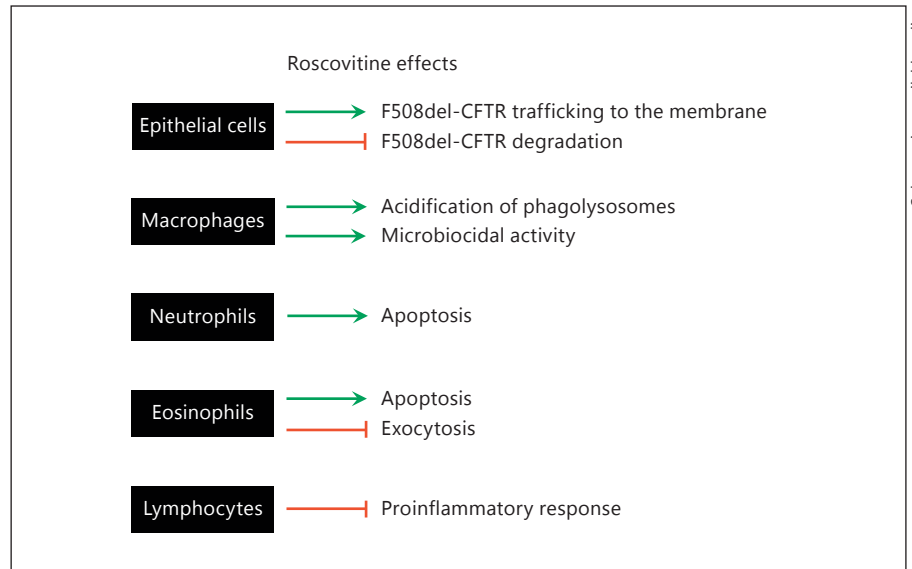 Roscovitine effects
Epithelial cells
F508del-CFTR trafficking to the membrane
F508del-CFTR degradation
Macrophages
Acidification of phagolysosomes
Microbiocidal activity
Neutrophils
Apoptosis
Eosinophils
Apoptosis
Exocytosis
Lymphocytes
Proinflammatory response